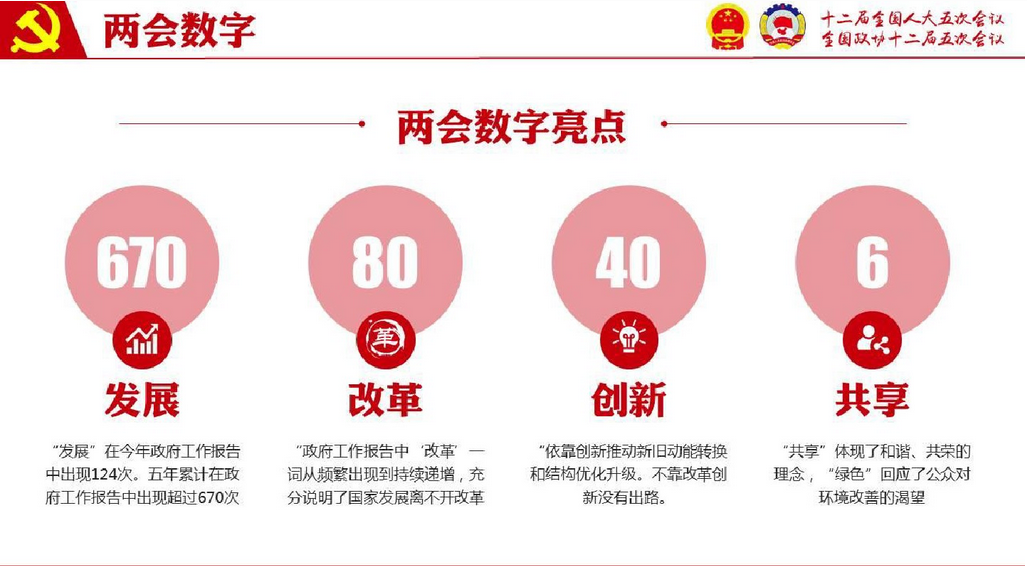 两会数字
十二届全国人大五次会议
全国政协十二届五次会议
两会数字亮点
670
80
40
6
革
发展
改革
创新
共享
“发展”在今年政府工作报告
中出现124次。五年累计在政
府工作报告中出现超过670次
“政府工作报告中‘改革’一
词从频繁出现到持续递增，充
分说明了国家发展离不开改革
“依靠创新推动新旧动能转换
和结构优化升级。不靠改革创
新没有出路。
“共享”体现了和谐、共荣的
理念，“绿色”回应了公众对
环境改善的渴望